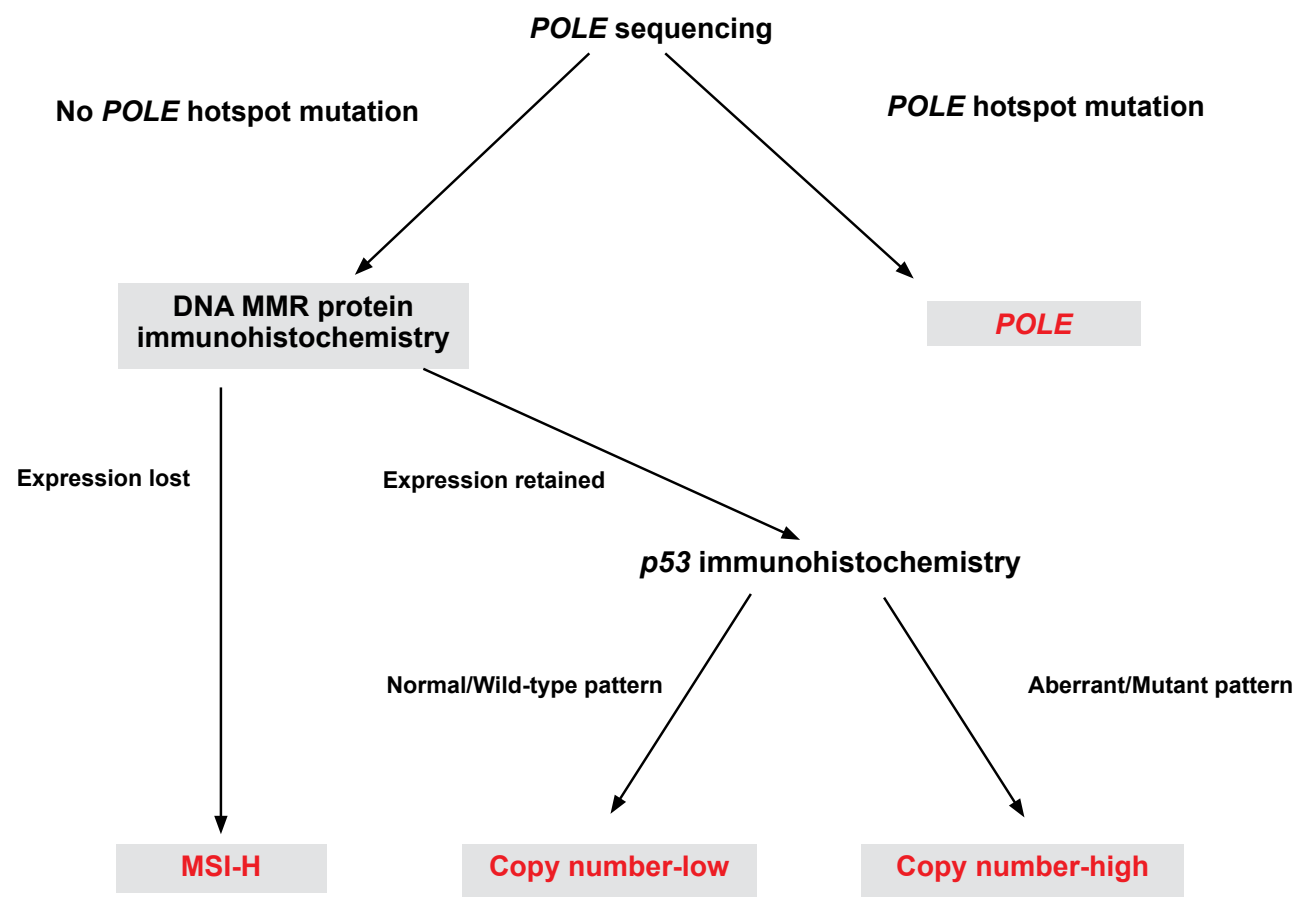 POLE sequencing
No POLE hotspot mutation
POLE hotspot mutation
DNA MMR protein
immunohistochemistry
POLE
Expression lost
Expression retained
p53 immunohistochemistry
Normal/Wild-type pattern
Aberrant/Mutant pattern
MSI-H
Copy number-low
Copy number-high